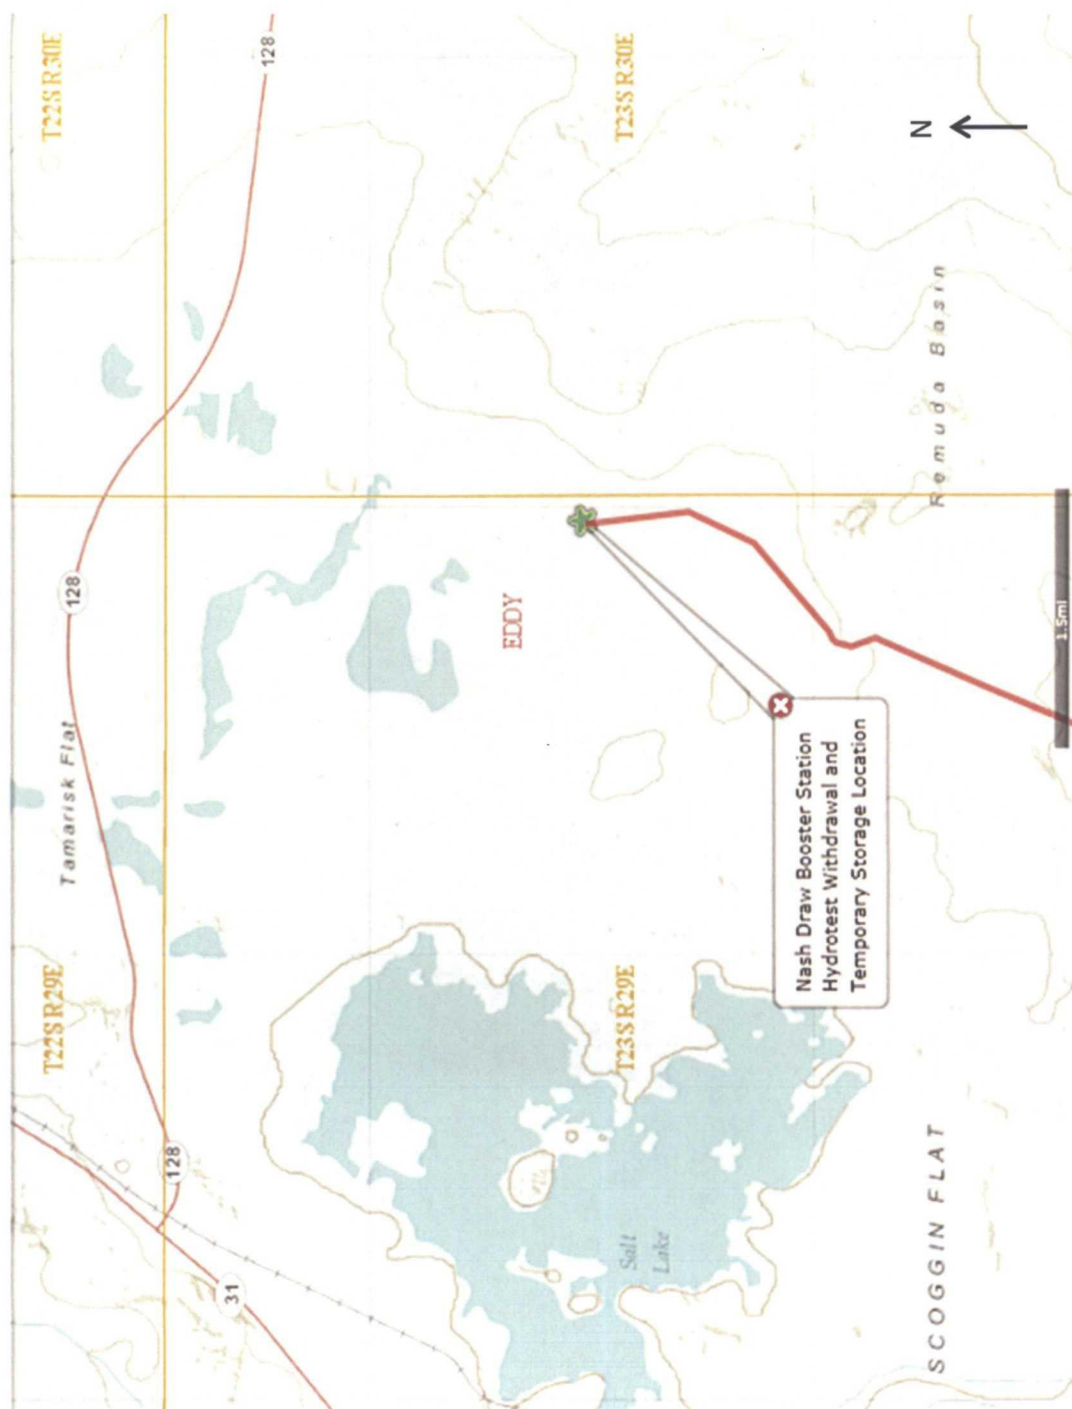 T22S R29E
T22S R30E
Tamarisk Flat
128
128
128
31
EDDY
T23S R29E
T23S R30E
Salt
Lake
Nash Draw Booster Station
Hydrotest Withdrawal and
Temporary Storage Location
SCOGGIN FLAT
Remuda Basin
N
1.5mi